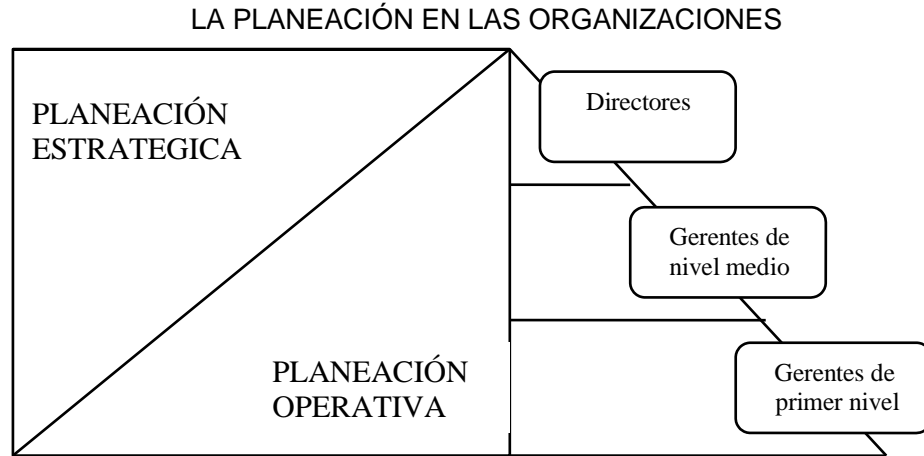 LA PLANEACIÓN EN LAS ORGANIZACIONES
PLANEACIÓN
ESTRATEGICA
Directores
Gerentes de
nivel medio
PLANEACIÓN
OPERATIVA
Gerentes de
primer nivel